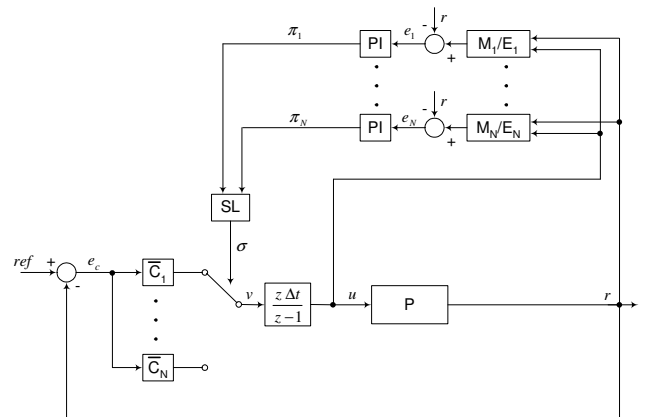 - r
π1 PI e1 + M1/E1
- r
πN PI eN + MN/EN
SL
σ
ref + ec C̅1 v z Δt u P r
- z−1
C̅N